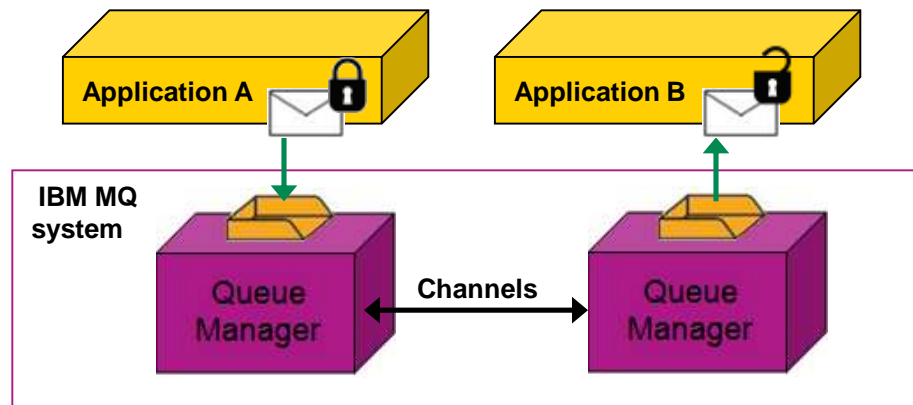 Application A
Application B
IBM MQ
system
Queue
Manager
Channels
Queue
Manager